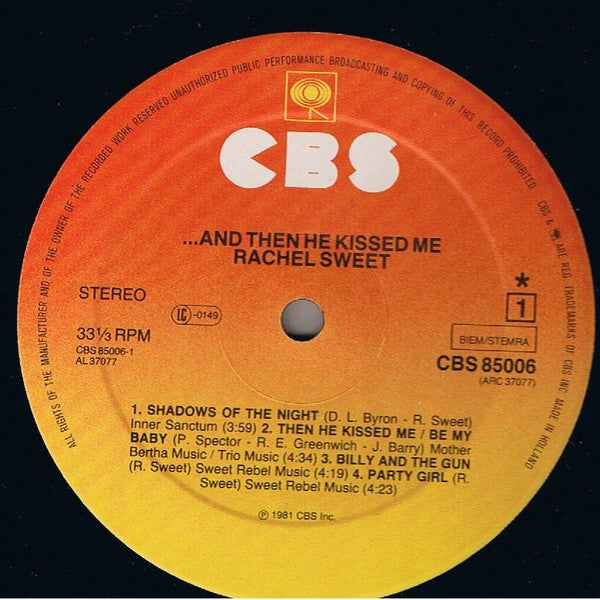 ALL RIGHTS OF THE MANUFACTURER AND OF THE OWNER OF THE RECORDED WORK RESERVED UNAUTHORIZED PUBLIC PERFORMANCE BROADCASTING AND COPYING OF THIS RECORD PROHIBITED
CBS & ARE REG. TRADEMARKS OF CBS INC MADE IN HOLLAND
CBS
...AND THEN HE KISSED ME
RACHEL SWEET
STEREO
LC -0149
*
1
33⅓ RPM
CBS 85006-1
AL 37077
BIEM/STEMRA
CBS 85006
(ARC 37077)
1. SHADOWS OF THE NIGHT (D. L. Byron - R. Sweet)
Inner Sanctum (3:59) 2. THEN HE KISSED ME / BE MY
BABY (P. Spector - R. E. Greenwich - J. Barry) Mother
Bertha Music / Trio Music (4:34) 3. BILLY AND THE GUN
(R. Sweet) Sweet Rebel Music (4:19) 4. PARTY GIRL (R.
Sweet) Sweet Rebel Music (4:23)
℗ 1981 CBS Inc.